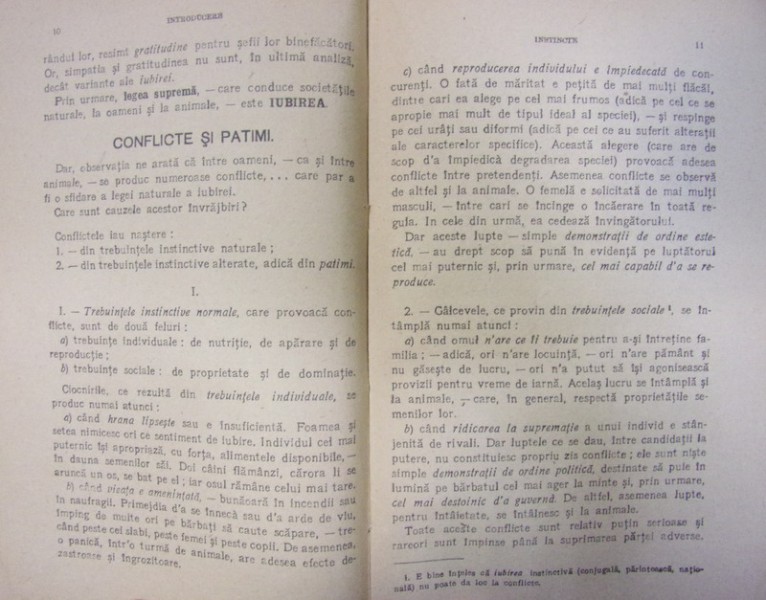 10
INTRODUCERE
rândul lor, resimt gratitudine pentru șefii lor binefăcători.
Or, simpatia și gratitudinea nu sunt, în ultimă analiză,
decât variante ale iubirei.
Prin urmare, legea supremă, — care conduce societățile
naturale, la oameni și la animale, — este IUBIREA.
CONFLICTE ȘI PATIMI.
Dar, observația ne arată că între oameni, — ca și între
animale, — se produc numeroase conflicte, ... care par a
fi o sfidare a legei naturale a iubirei.
Care sunt cauzele acestor învrăjbiri?
Conflictele iau naștere:
1. — din trebuințele instinctive naturale;
2. — din trebuințele instinctive alterate, adică din patimi.
I.
1. — Trebuințele instinctive normale, care provoacă con-
flicte, sunt de două feluri:
a) trebuințe individuale: de nutriție, de apărare și de
reproducție;
b) trebuințe sociale: de proprietate și de dominație.
Ciocnirile, ce rezultă din trebuințele individuale, se
produc numai atunci:
a) când hrana lipsește sau e însuficientă. Foamea și
setea nimicesc ori ce sentiment de iubire. Individul cel mai
puternic își apropriază, cu forța, alimentele disponibile, —
în dauna semenilor săi. Doi câini flămânzi, cărora li se
aruncă un os, se bat pe el; iar osul rămâne celui mai tare.
b) când vieața e amenințată, — bunăoară în incendii sau
în naufragii. Primejdia d'a se înnecà sau d'a arde de viu,
împing de multe ori pe bărbați să caute scăpare, — tre-
când peste cei slabi, peste femei și peste copii. De asemenea,
o panică, într'o turmă de animale, are adesea efecte de-
zastroase și îngrozitoare.
INSTINCTE
11
c) când reproducerea individului e împiedecată de con-
curenți. O fată de măritat e pețită de mai mulți flăcăi,
dintre cari ea alege pe cel mai frumos (adică pe cel ce se
apropie mai mult de tipul ideal al speciei), — și respinge
pe cei urâți sau diformi (adică pe cei ce au suferit alterații
ale caracterelor specifice). Această alegere (care are de
scop d'a împiedică degradarea speciei) provoacă adesea
conflicte între pretendenți. Asemenea conflicte se observă
de altfel și la animale. O femelă e solicitată de mai mulți
masculi, — între cari se încinge o încăerare în toată re-
gula. In cele din urmă, ea cedează învingătorului.
Dar aceste lupte — simple demonstrații de ordine este-
tică, — au drept scop să pună în evidență pe luptătorul
cel mai puternic și, prin urmare, cel mai capabil d'a se re-
produce.
2. — Gâlcevele, ce provin din trebuințele sociale¹, se în-
tâmplă numai atunci:
a) când omul n'are ce îi trebuie pentru a-și întreține fa-
milia; — adică, ori n'are locuință, — ori n'are pământ și
nu găsește de lucru, — ori n'a putut să își agonisească
provizii pentru vreme de iarnă. Acelaș lucru se întâmplă și
la animale, — care, în general, respectă proprietățile se-
menilor lor.
b) când ridicarea la supremație a unui individ e stân-
jenită de rivali. Dar luptele ce se dau, între candidații la
putere, nu constituesc propriu zis conflicte; ele sunt niște
simple demonstrații de ordine politică, destinate să puie în
lumină pe bărbatul cel mai ager la minte și, prin urmare,
cel mai destoinic d'a guvernà. De altfel, asemenea lupte,
pentru întâietate, se întâlnesc și la animale.
Toate aceste conflicte sunt relativ puțin serioase și
rareori sunt împinse până la suprimarea părței adverse.
1. E bine înțeles că iubirea instinctivă (conjugală, părintească, națio-
nulă) nu poate da loc la conflicte.